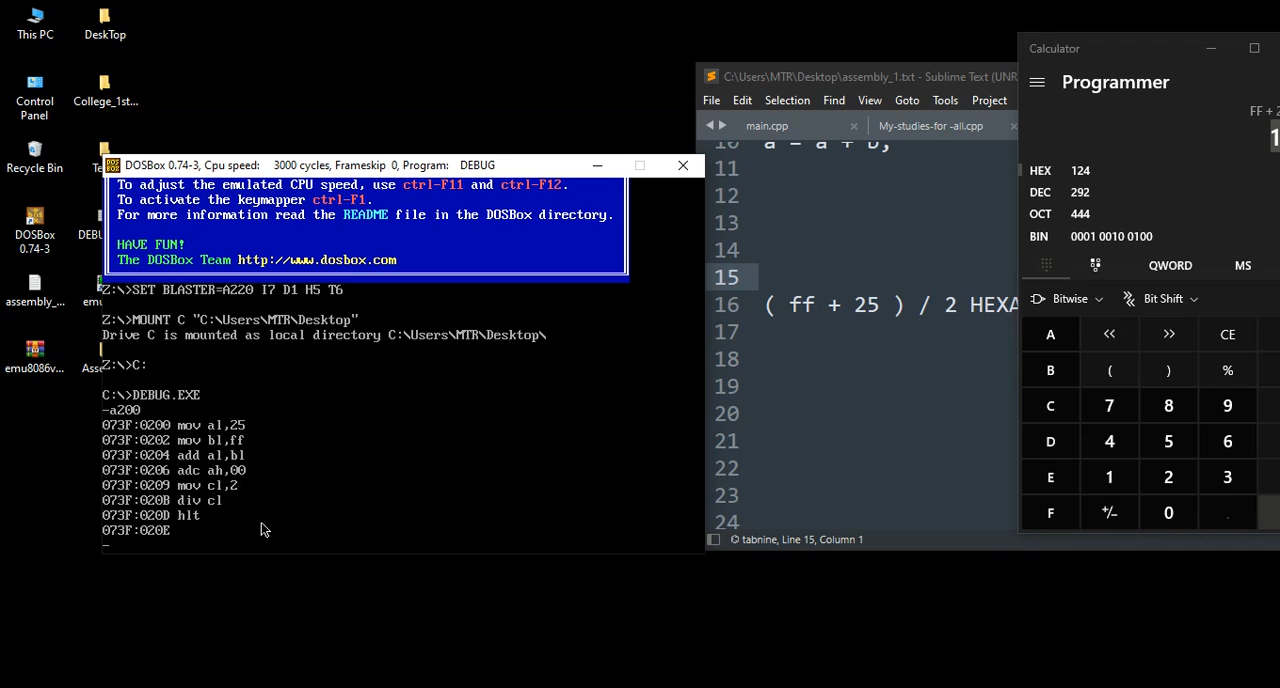 This PC
DeskTop
Control Panel
College_1st...
Recycle Bin
DOSBox 0.74-3
assembly_...
emu8086v...
DOSBox 0.74-3, Cpu speed: 3000 cycles, Frameskip 0, Program: DEBUG
To adjust the emulated CPU speed, use ctrl-F11 and ctrl-F12.
To activate the keymapper ctrl-F1.
For more information read the README file in the DOSBox directory.
HAVE FUN!
The DOSBox Team http://www.dosbox.com
Z:\>SET BLASTER=A220 I7 D1 H5 T6
Z:\>MOUNT C "C:\Users\MTR\Desktop"
Drive C is mounted as local directory C:\Users\MTR\Desktop\
Z:\>C:
C:\>DEBUG.EXE
-a200
073F:0200 mov al,25
073F:0202 mov bl,ff
073F:0204 add al,bl
073F:0206 adc ah,00
073F:0209 mov cl,2
073F:020B div cl
073F:020D hlt
073F:020E
-
C:\Users\MTR\Desktop\assembly_1.txt - Sublime Text (UNR
File Edit Selection Find View Goto Tools Project
main.cpp My-studies-for -all.cpp
10 a = a + b;
11
12
13
14
15
16 ( ff + 25 ) / 2 HEXA
17
18
19
20
21
22
23
24
tabnine, Line 15, Column 1
Calculator
Programmer
FF + 2
1
HEX 124
DEC 292
OCT 444
BIN 0001 0010 0100
QWORD MS
Bitwise Bit Shift
A << >> CE
B ( ) %
C 7 8 9
D 4 5 6
E 1 2 3
F +/- 0 .